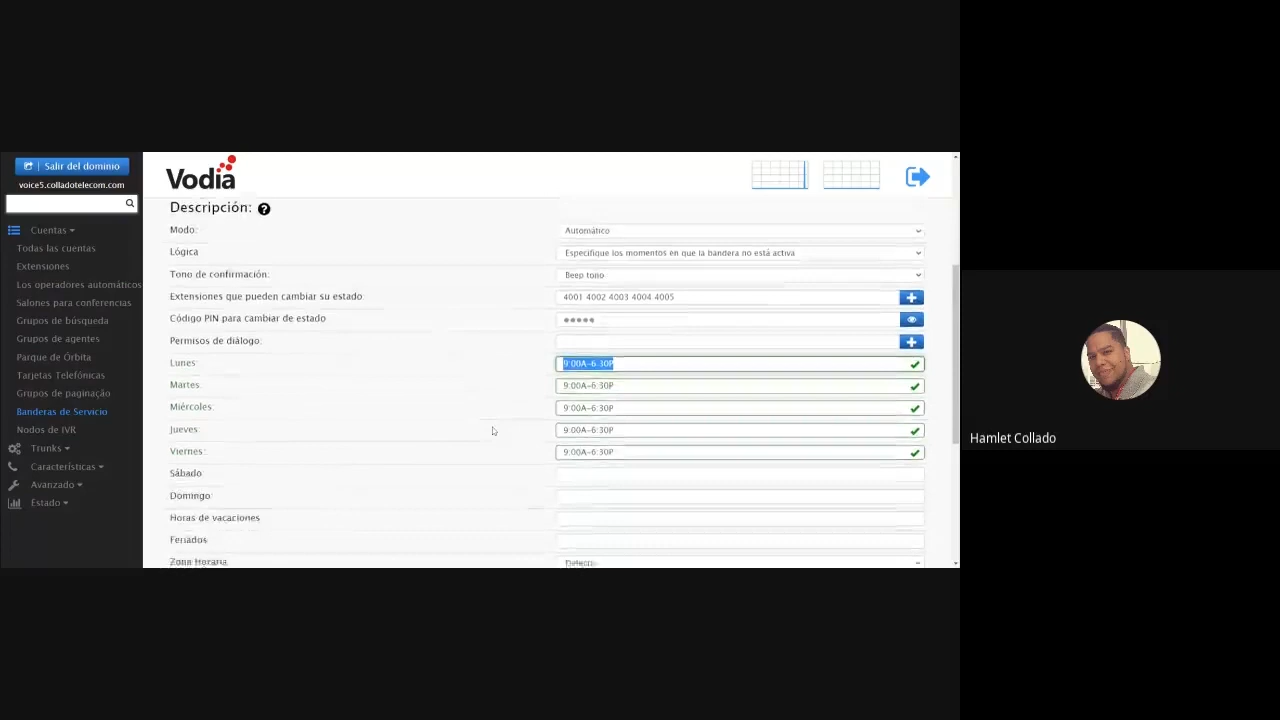 Salir del dominio
voice5.colladotelecom.com
Cuentas
Todas las cuentas
Extensiones
Los operadores automáticos
Salones para conferencias
Grupos de búsqueda
Grupos de agentes
Parque de Órbita
Tarjetas Telefónicas
Grupos de paginação
Banderas de Servicio
Nodos de IVR
Trunks
Características
Avanzado
Estado
Vodia
Descripción: ?
Modo: Automático
Lógica Especifique los momentos en que la bandera no está activa
Tono de confirmación: Beep tono
Extensiones que pueden cambiar su estado 4001 4002 4003 4004 4005
Código PIN para cambiar de estado
Permisos de diálogo:
Lunes: 9:00A-6:30P
Martes: 9:00A-6:30P
Miércoles: 9:00A-6:30P
Jueves: 9:00A-6:30P
Viernes: 9:00A-6:30P
Sábado
Domingo
Horas de vacaciones
Feriados
Zona Horaria
Hamlet Collado